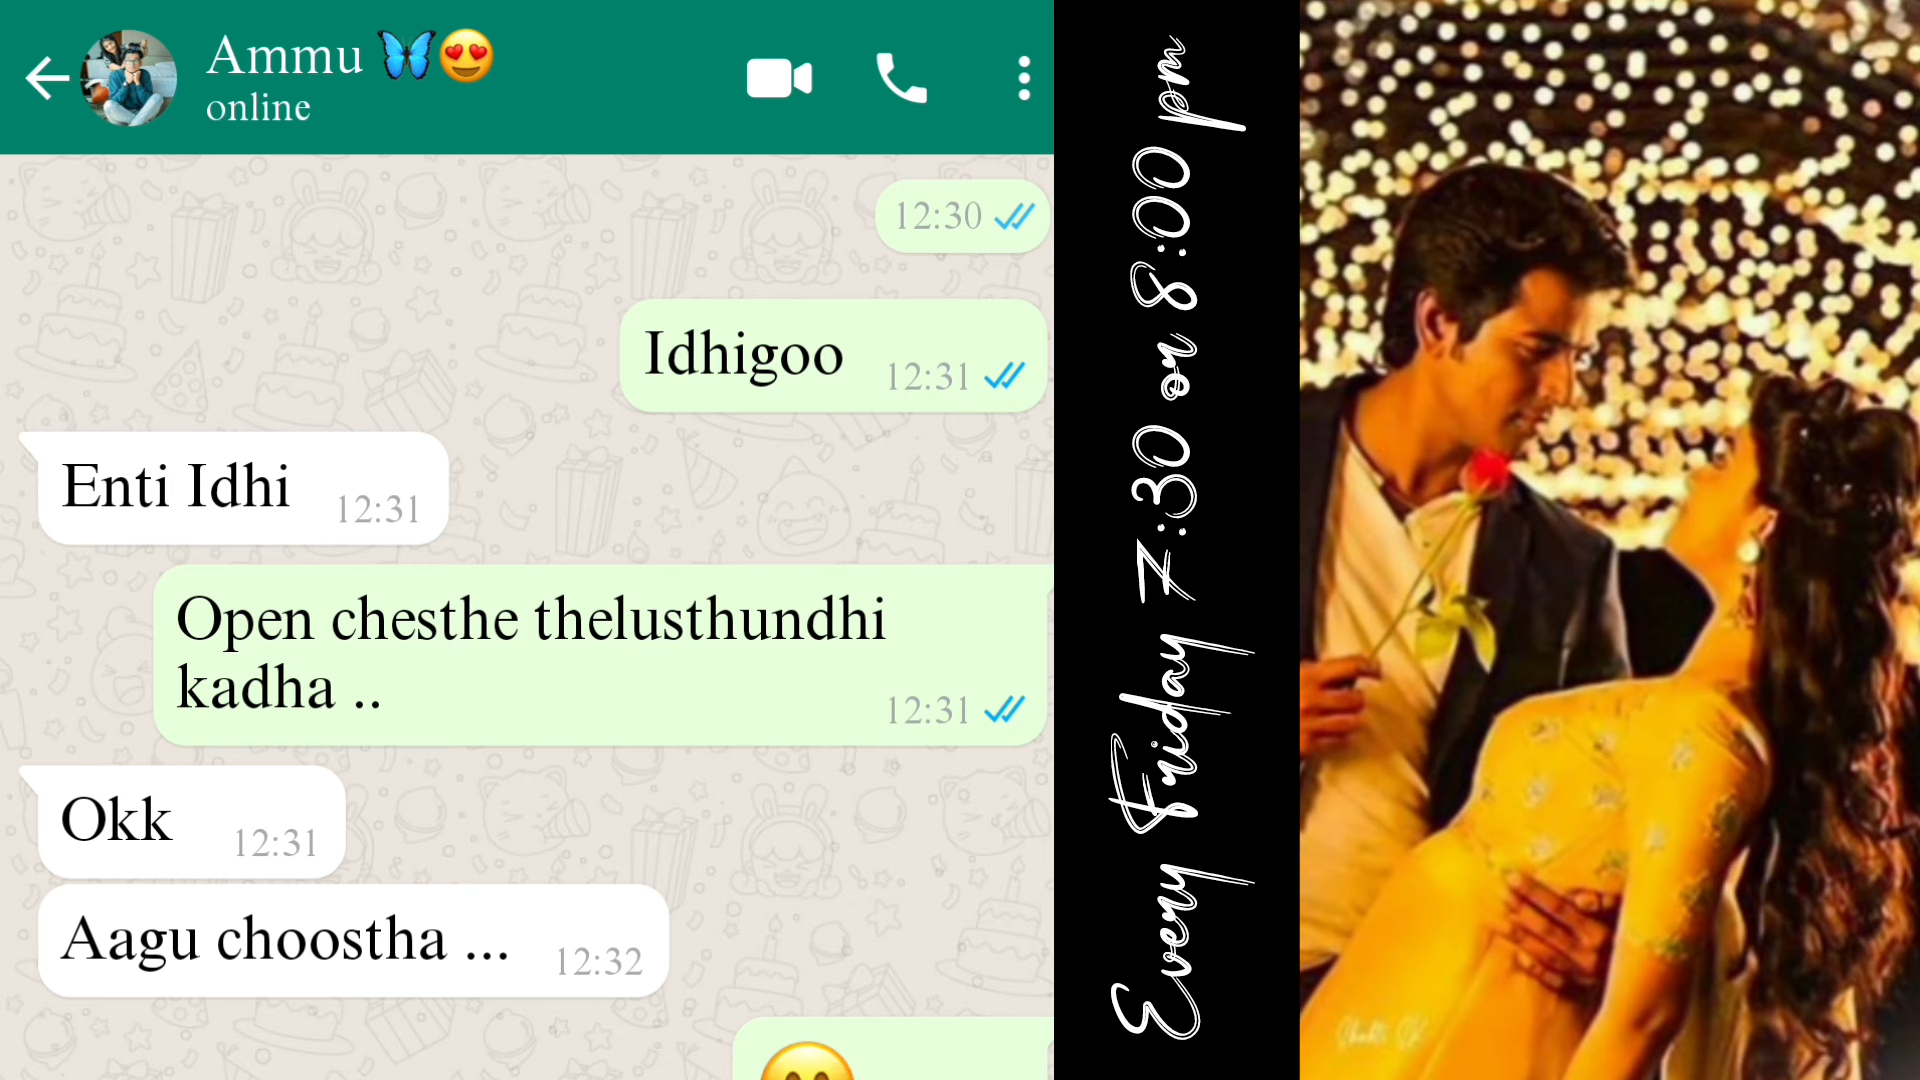 Ammu 🦋😍
online
12:30
Idhigoo 12:31
Enti Idhi 12:31
Open chesthe thelusthundhi
kadha .. 12:31
Okk 12:31
Aagu choostha ... 12:32
Every Friday 7:30 on 8:00 pm